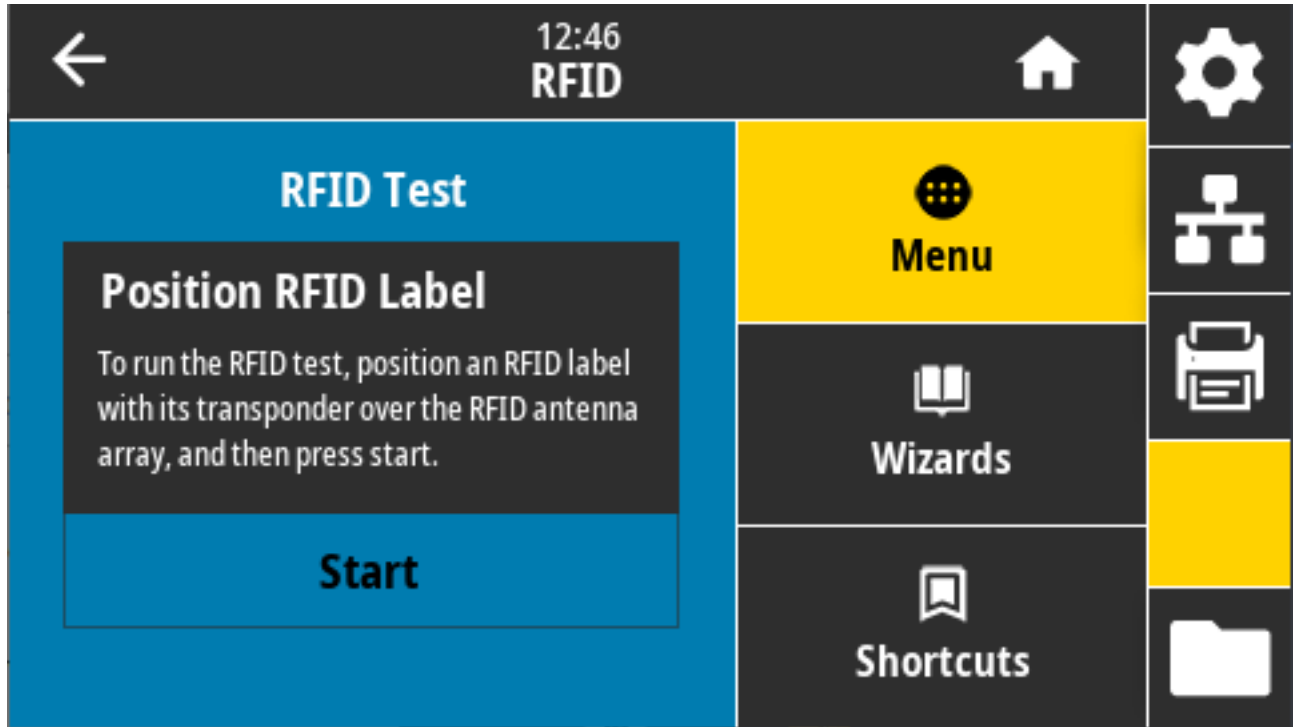 12:46
RFID
RFID Test
Position RFID Label
To run the RFID test, position an RFID label
with its transponder over the RFID antenna
array, and then press start.
Start
Menu
Wizards
Shortcuts